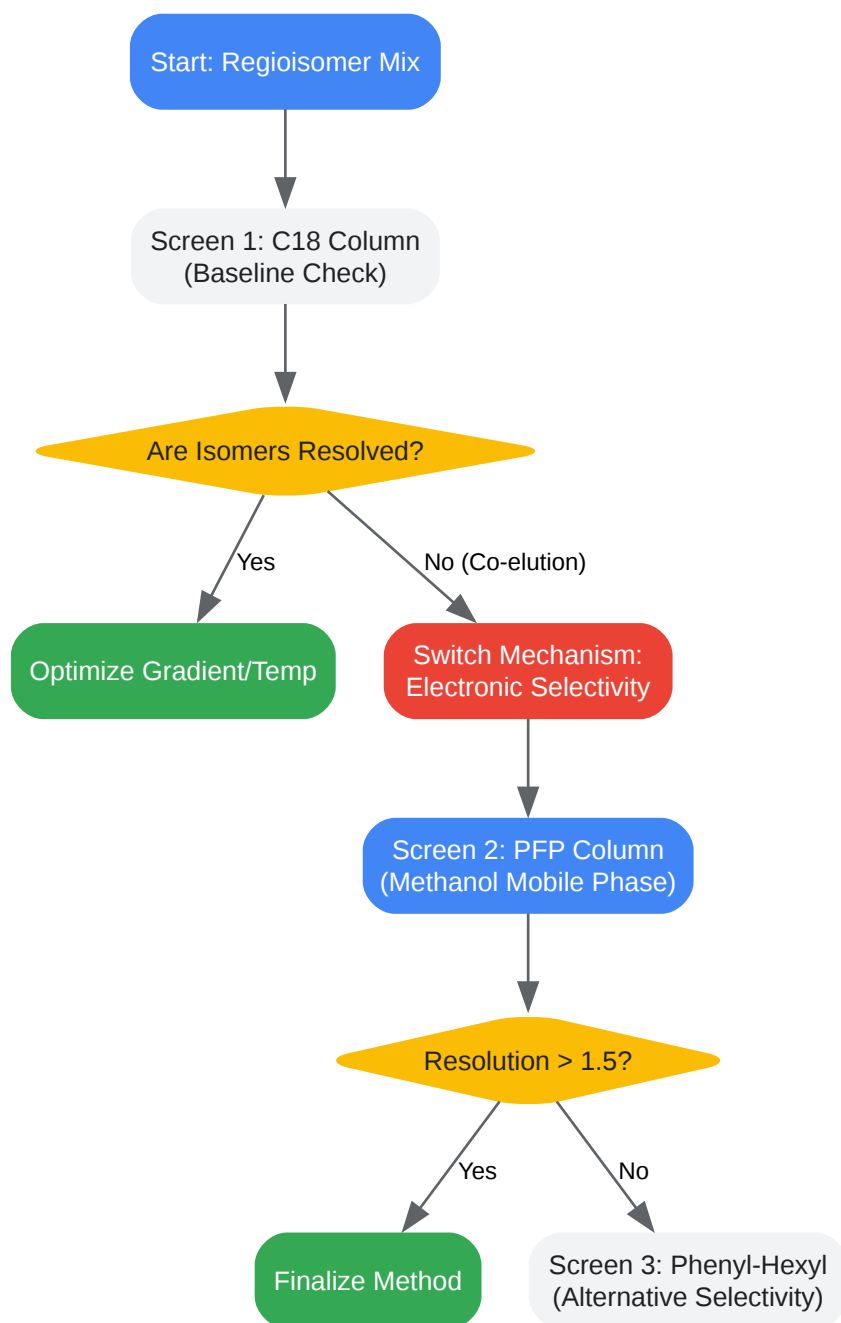 Start: Regioisomer Mix
Screen 1: C18 Column
(Baseline Check)
Are Isomers Resolved?
Yes
No (Co-elution)
Optimize Gradient/Temp
Switch Mechanism:
Electronic Selectivity
Screen 2: PFP Column
(Methanol Mobile Phase)
Resolution > 1.5?
Yes
No
Finalize Method
Screen 3: Phenyl-Hexyl
(Alternative Selectivity)